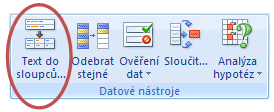 Text do sloupců...
Odebrat stejné
Ověření dat
Sloučit...
Analýza hypotéz
Datové nástroje